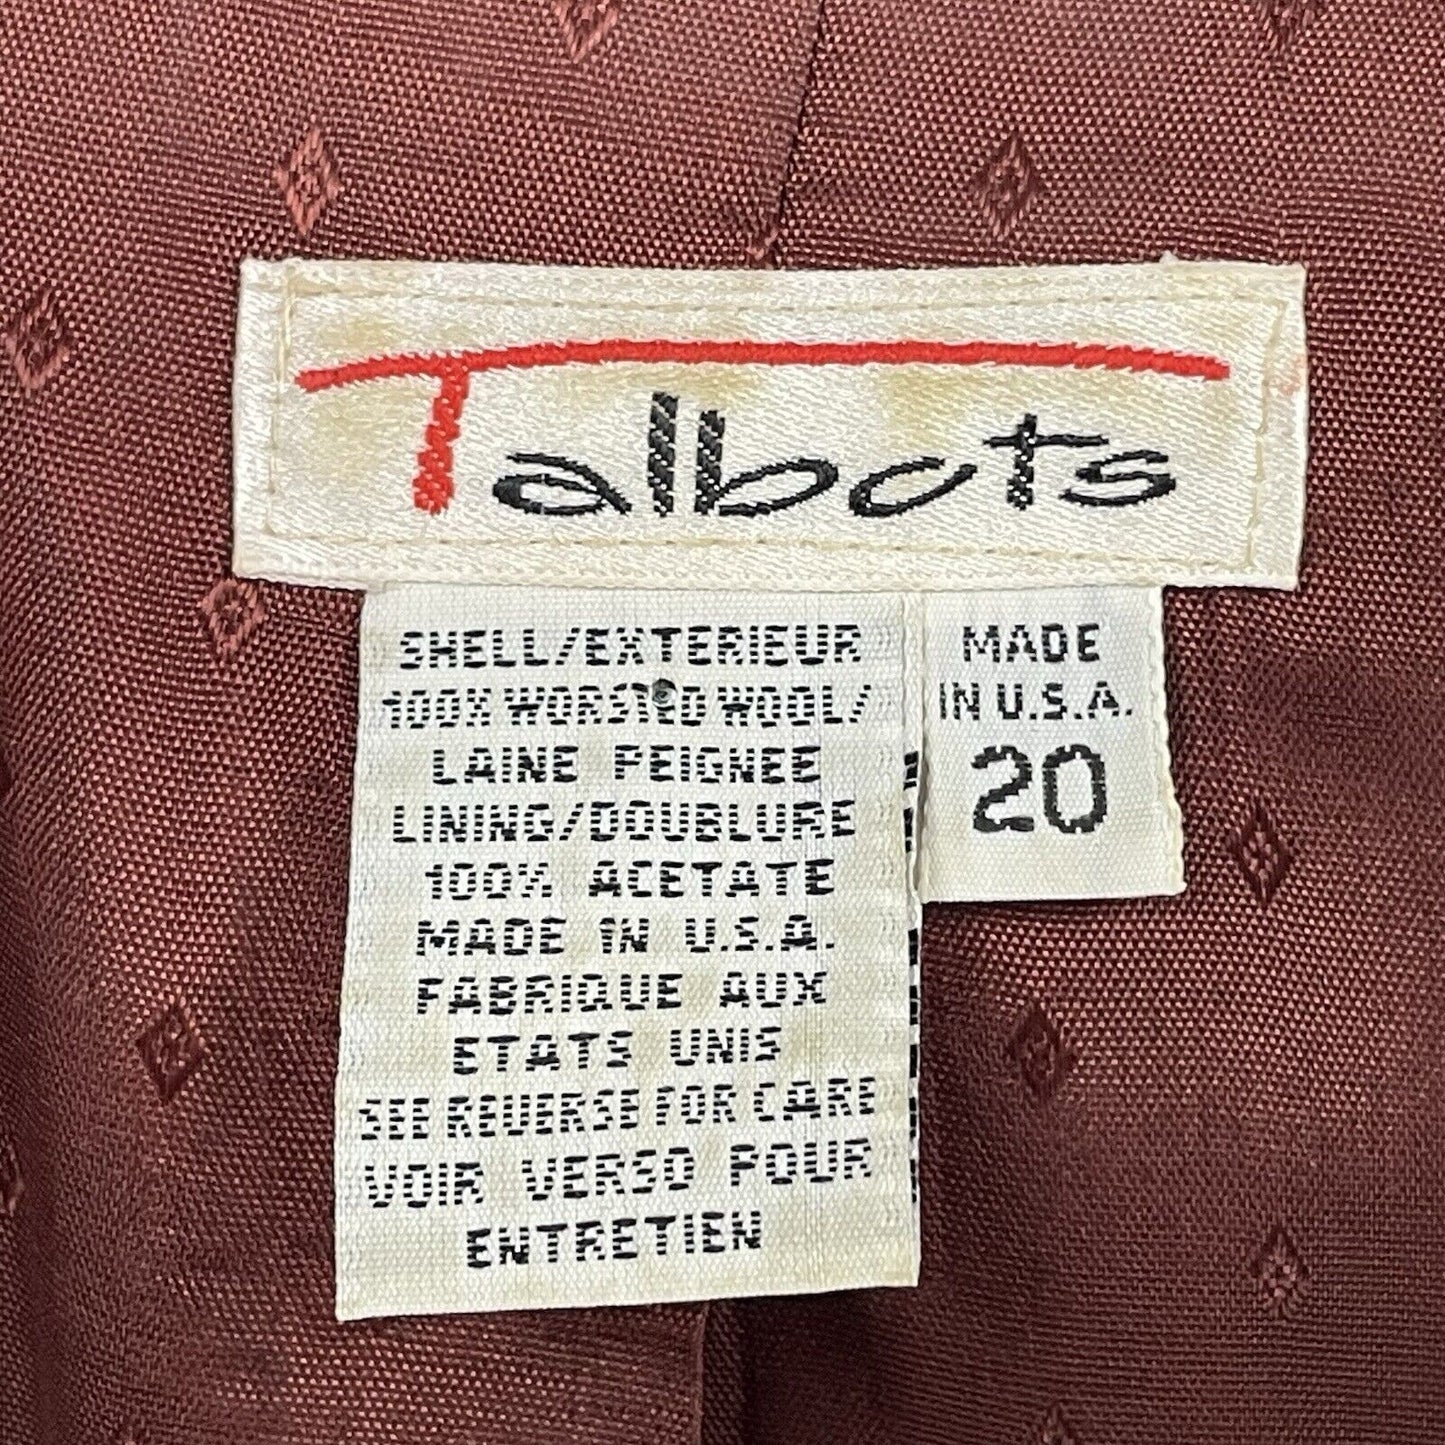 Talbots
SHELL/EXTERIEUR
100% WORSTED WOOL/
LAINE PEIGNEE
LINING/DOUBLURE
100% ACETATE
MADE IN U.S.A.
FABRIQUE AUX
ETATS UNIS
SEE REVERSE FOR CARE
VOIR VERSO POUR
ENTRETIEN
MADE
IN U.S.A.
20